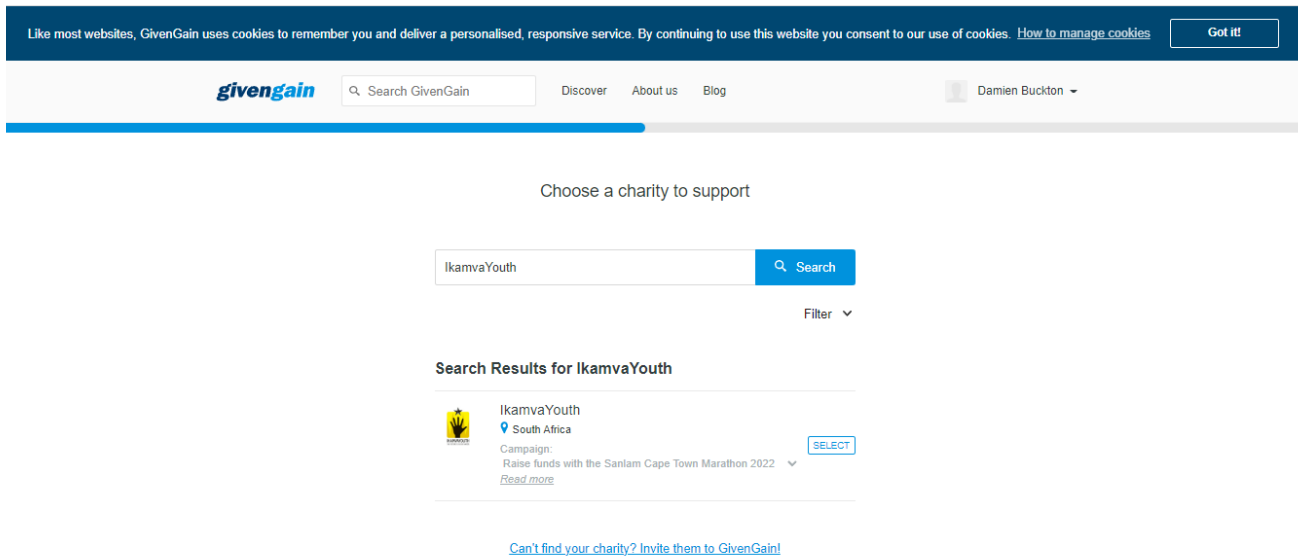 Like most websites, GivenGain uses cookies to remember you and deliver a personalised, responsive service. By continuing to use this website you consent to our use of cookies. How to manage cookies Got it!
givengain Search GivenGain Discover About us Blog Damien Buckton
Choose a charity to support
IkamvaYouth Search
Filter
Search Results for IkamvaYouth
IkamvaYouth
South Africa
SELECT
Campaign:
Raise funds with the Sanlam Cape Town Marathon 2022
Read more
Can't find your charity? Invite them to GivenGain!